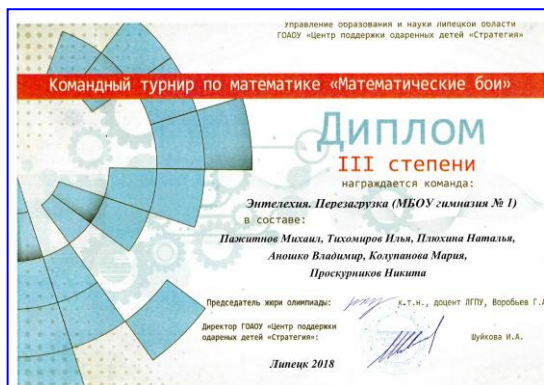 Управление образования и науки Липецкой области
ГОАОУ «Центр поддержки одаренных детей «Стратегия»
Командный турнир по математике «Математические бои»
Диплом
III степени
награждается команда:
Энтелехия. Перезагрузка (МБОУ гимназия № 1)
в составе:
Пажитнов Михаил, Тихомиров Илья, Плюхина Наталья,
Аношко Владимир, Колупанова Мария,
Проскурников Никита
Председатель жюри олимпиады: к.т.н., доцент ЛГПУ, Воробьев Г.А
Директор ГОАОУ «Центр поддержки
одареных детей «Стратегия»: Шуйкова И.А.
Липецк 2018